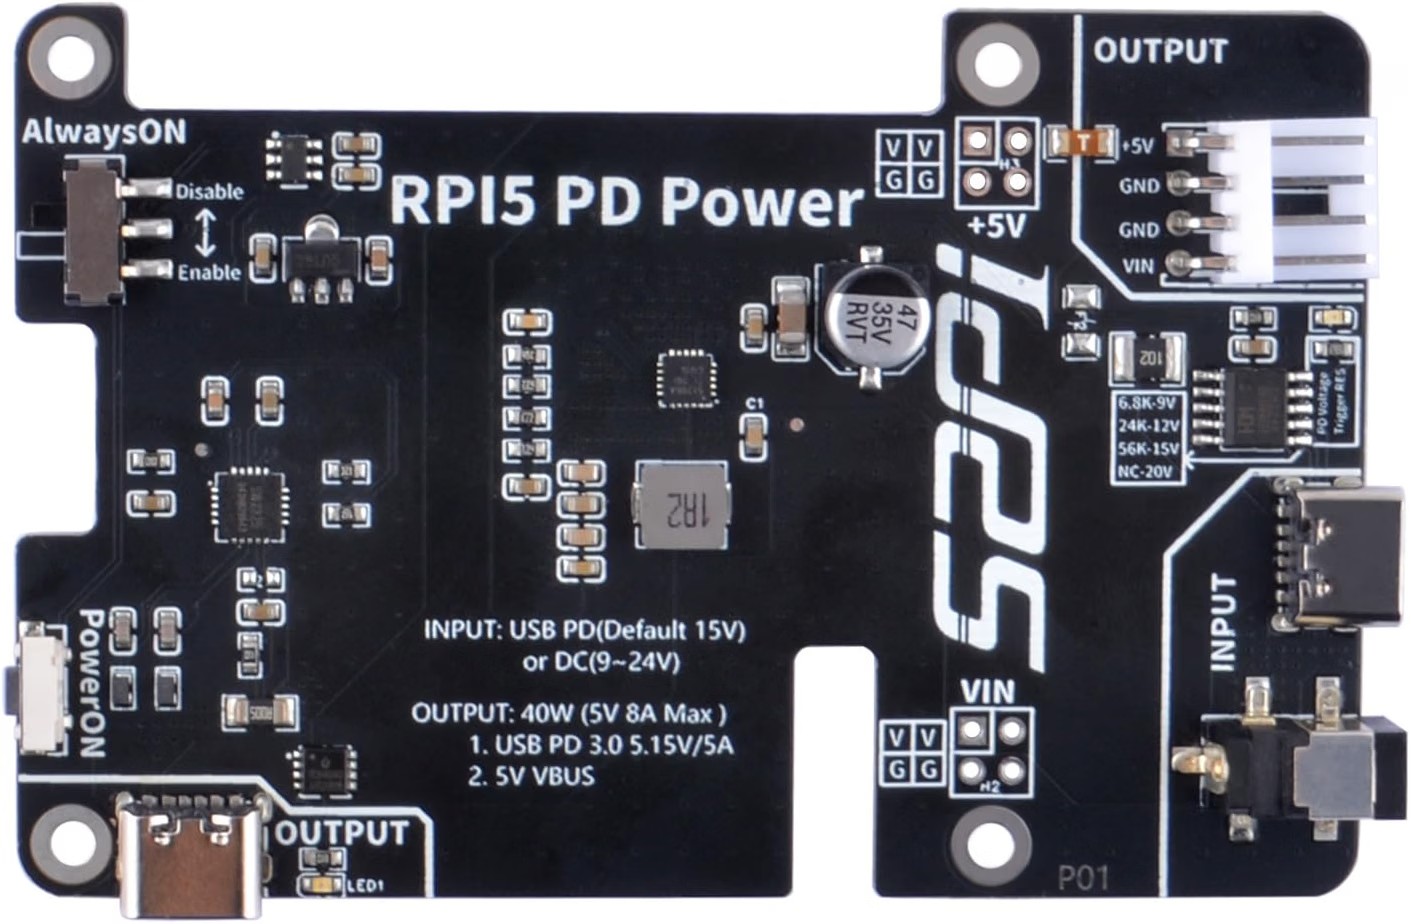 OUTPUT
AlwaysON
Disable
Enable
RPI5 PD Power
V V
G G
H3
+5V
T
+5V
GND
GND
VIN
47
35V
RVT
102
6.8K-9V
24K-12V
56K-15V
NC-20V
PD Voltage
Trigger RES
C1
1R2
INPUT: USB PD(Default 15V)
or DC(9~24V)
OUTPUT: 40W (5V 8A Max )
1. USB PD 3.0 5.15V/5A
2. 5V VBUS
PowerON
R005
INPUT
VIN
V V
G G
H2
OUTPUT
LED1
P01